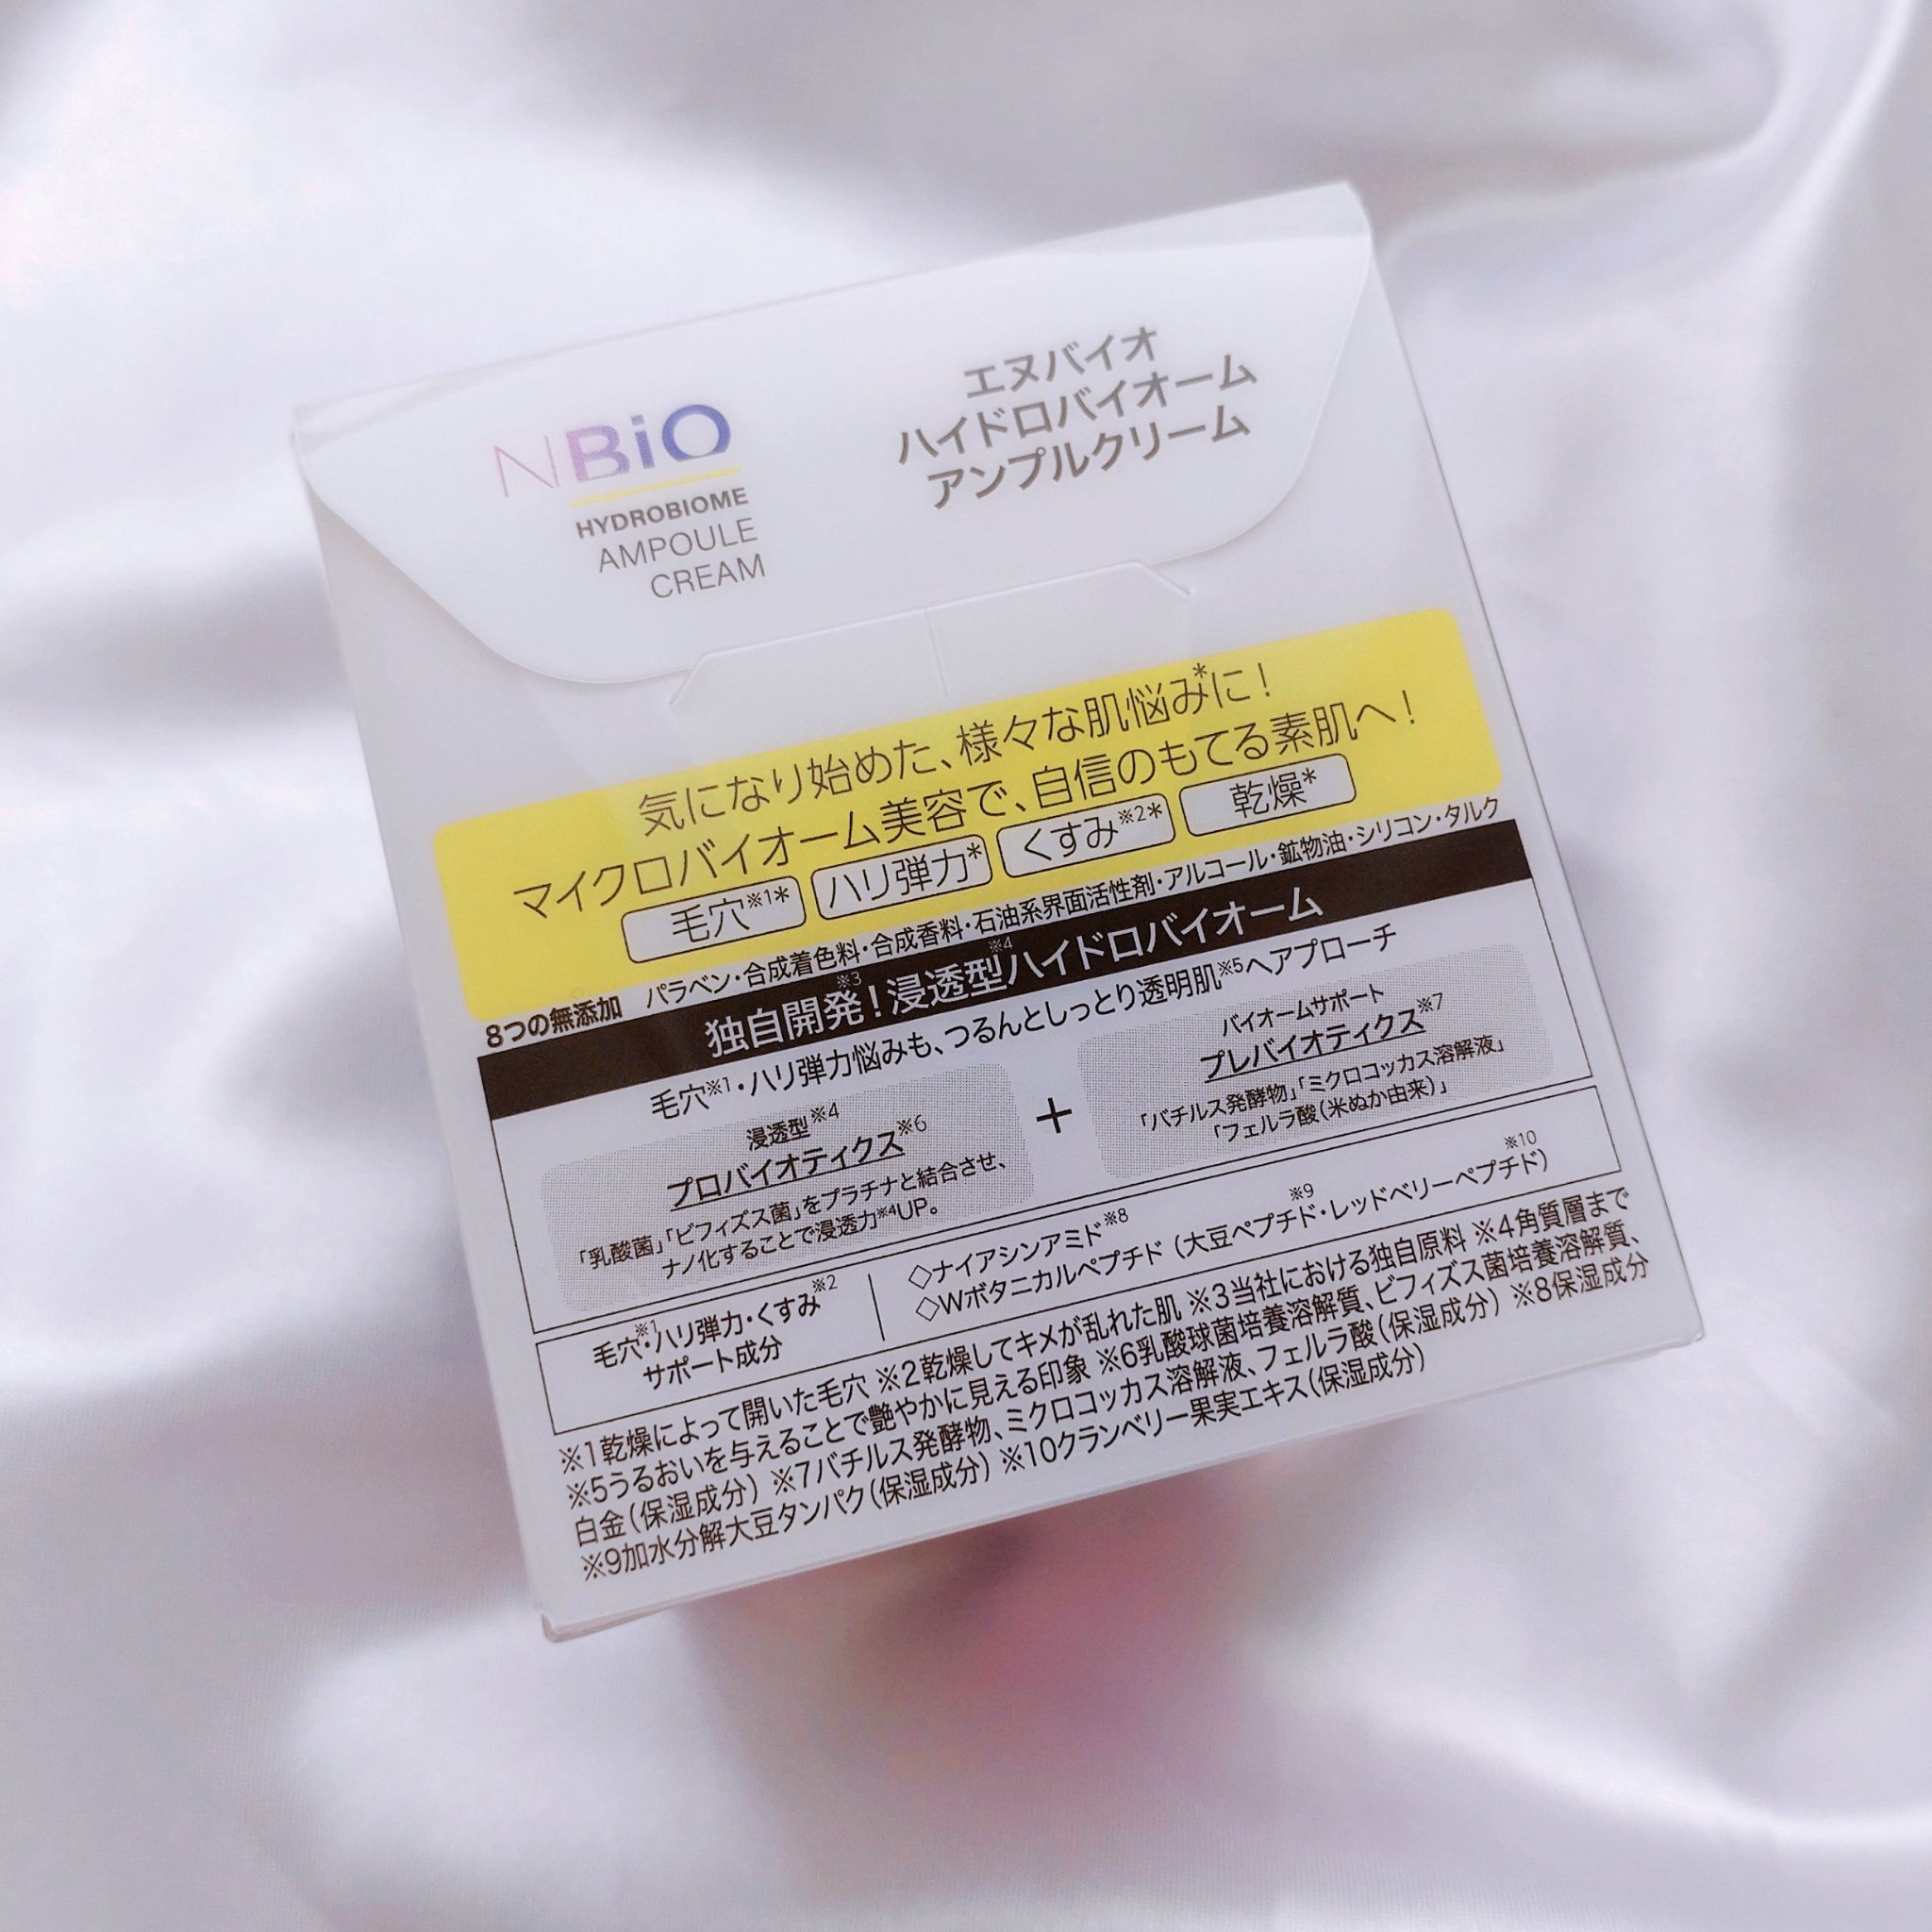 NBiO
HYDROBIOME
AMPOULE
CREAM
エヌバイオ
ハイドロバイオーム
アンプルクリーム
気になり始めた、様々な肌悩み*に！
マイクロバイオーム美容で、自信のもてる素肌へ！
毛穴※1* ハリ弾力* くすみ※2* 乾燥*
8つの無添加 パラベン・合成着色料・合成香料・石油系界面活性剤・アルコール・鉱物油・シリコン・タルク
独自開発※3！浸透型※4ハイドロバイオーム
毛穴※1・ハリ弾力悩みも、つるんとしっとり透明肌※5へアプローチ
浸透型※4
プロバイオティクス※6
「乳酸菌」「ビフィズス菌」をプラチナと結合させ、
ナノ化することで浸透力※4UP。
+
バイオームサポート
プレバイオティクス※7
「バチルス発酵物」「ミクロコッカス溶解液」
「フェルラ酸（米ぬか由来）」
毛穴※1・ハリ弾力・くすみ※2
サポート成分
◇ナイアシンアミド※8
◇Wボタニカルペプチド（大豆ペプチド※9・レッドベリーペプチド※10）
※1乾燥によって開いた毛穴 ※2乾燥してキメが乱れた肌 ※3当社における独自原料 ※4角質層まで
※5うるおいを与えることで艶やかに見える印象 ※6乳酸球菌培養溶解質、ビフィズス菌培養溶解質、
白金（保湿成分） ※7バチルス発酵物、ミクロコッカス溶解液、フェルラ酸（保湿成分） ※8保湿成分
※9加水分解大豆タンパク（保湿成分） ※10クランベリー果実エキス（保湿成分）